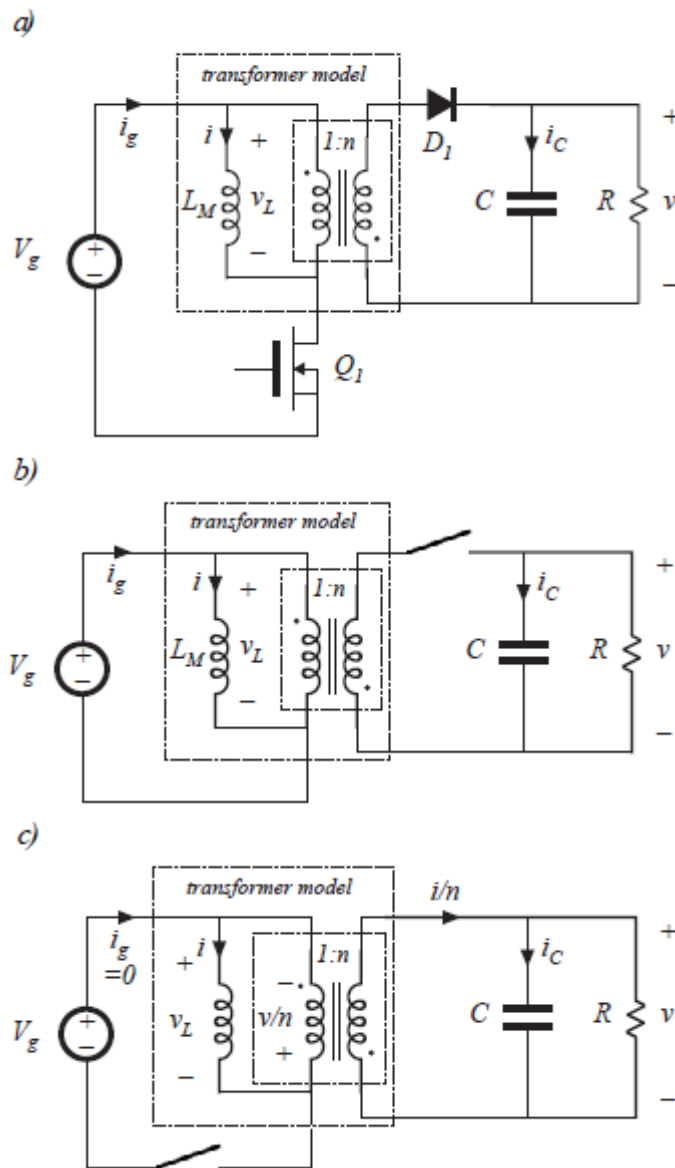 a)
transformer model
i_g
i
+
1:n
D_1
i_C
+
L_M
v_L
C
R
v
V_g
+
−
−
−
Q_1
b)
transformer model
i_g
i
+
1:n
i_C
+
V_g
+
−
L_M
v_L
C
R
v
−
−
c)
transformer model
i/n
i_g
=0
+
i
1:n
−
i_C
+
V_g
+
−
v_L
v/n
C
R
v
−
+
−